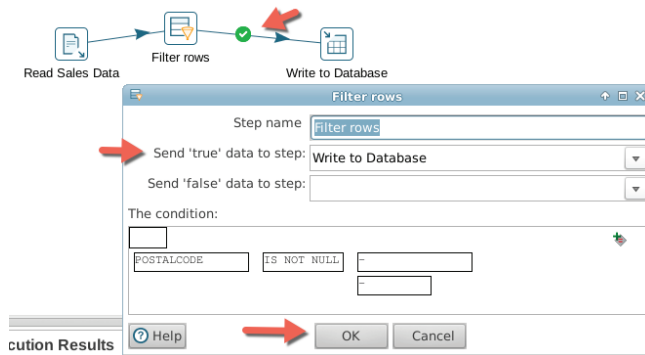 Filter rows
Read Sales Data
Write to Database
Filter rows
Step name Filter rows
Send 'true' data to step: Write to Database
Send 'false' data to step:
The condition:
POSTALCODE IS NOT NULL -
-
Help OK Cancel
cution Results